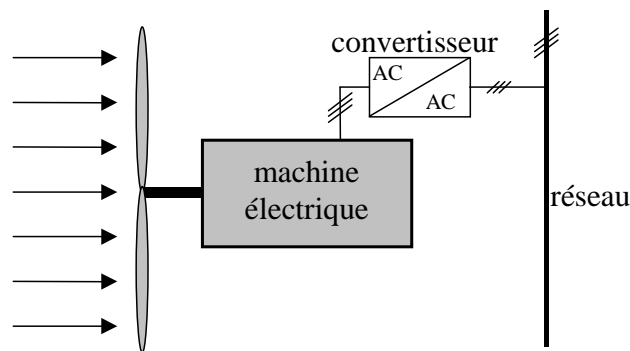 convertisseur
AC
AC
machine
électrique
réseau